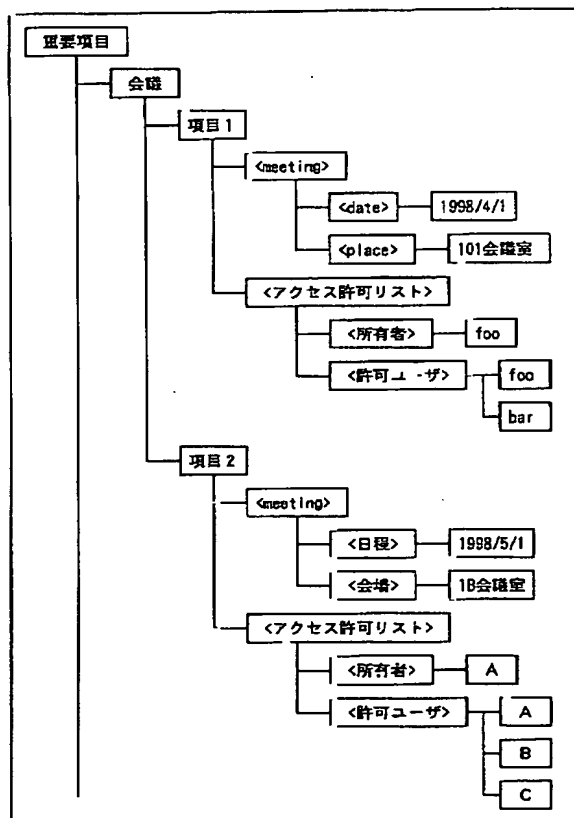 重要項目
会議
項目1
<meeting>
<date> 1998/4/1
<place> 101会議室
<アクセス許可リスト>
<所有者> foo
<許可ユーザ> foo
bar
項目2
<meeting>
<日程> 1998/5/1
<会場> 1B会議室
<アクセス許可リスト>
<所有者> A
<許可ユーザ> A
B
C